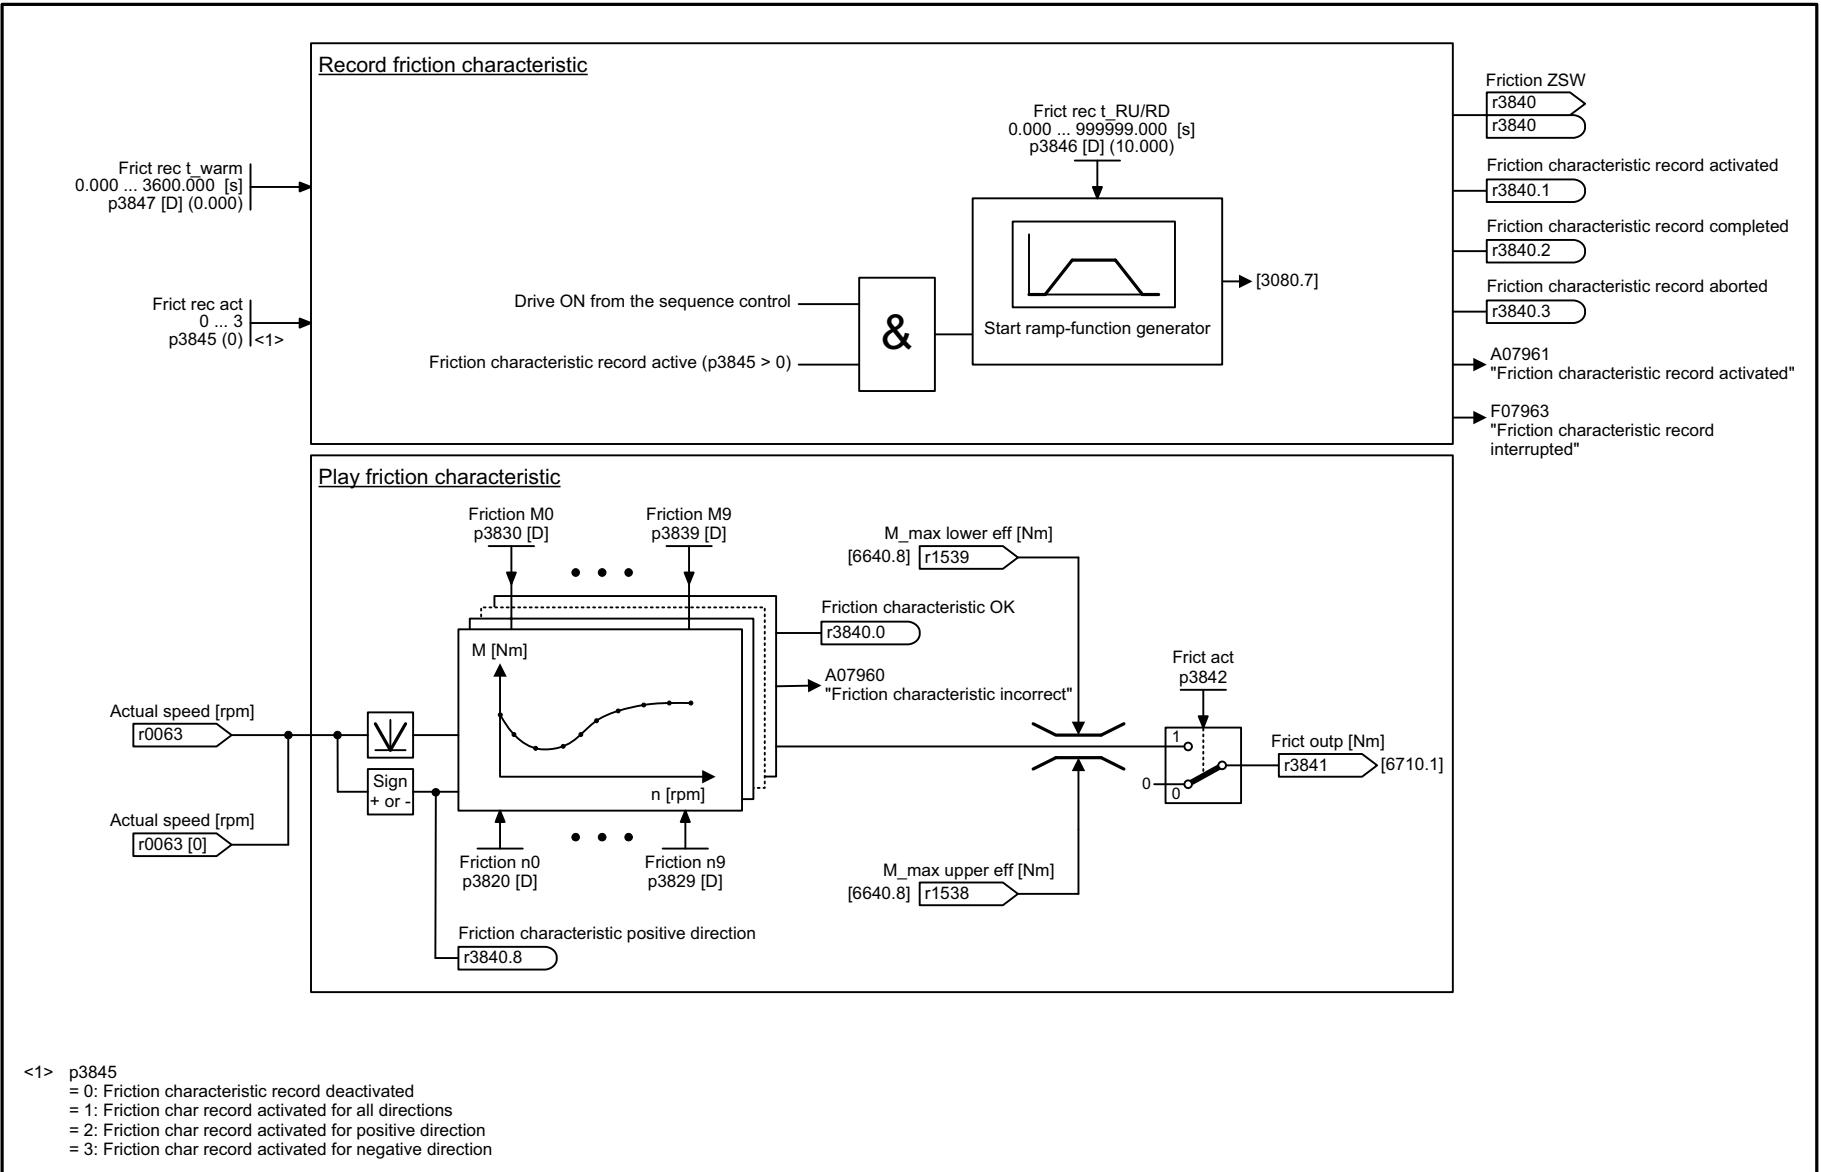 Record friction characteristic
Frict rec t_warm
0.000 ... 3600.000 [s]
p3847 [D] (0.000)
Frict rec act
0 ... 3
p3845 (0)
<1>
Frict rec t_RU/RD
0.000 ... 999999.000 [s]
p3846 [D] (10.000)
Drive ON from the sequence control
Friction characteristic record active (p3845 > 0)
&
Start ramp-function generator
[3080.7]
Friction ZSW
r3840
r3840
Friction characteristic record activated
r3840.1
Friction characteristic record completed
r3840.2
Friction characteristic record aborted
r3840.3
A07961
"Friction characteristic record activated"
F07963
"Friction characteristic record
interrupted"
Play friction characteristic
Friction M0
p3830 [D]
Friction M9
p3839 [D]
M_max lower eff [Nm]
[6640.8]
r1539
Friction characteristic OK
r3840.0
A07960
"Friction characteristic incorrect"
M [Nm]
n [rpm]
Actual speed [rpm]
r0063
Sign
+ or -
Actual speed [rpm]
r0063 [0]
Friction n0
p3820 [D]
Friction n9
p3829 [D]
Frict act
p3842
1
0
0
Frict outp [Nm]
r3841
[6710.1]
M_max upper eff [Nm]
[6640.8]
r1538
Friction characteristic positive direction
r3840.8
<1> p3845
= 0: Friction characteristic record deactivated
= 1: Friction char record activated for all directions
= 2: Friction char record activated for positive direction
= 3: Friction char record activated for negative direction